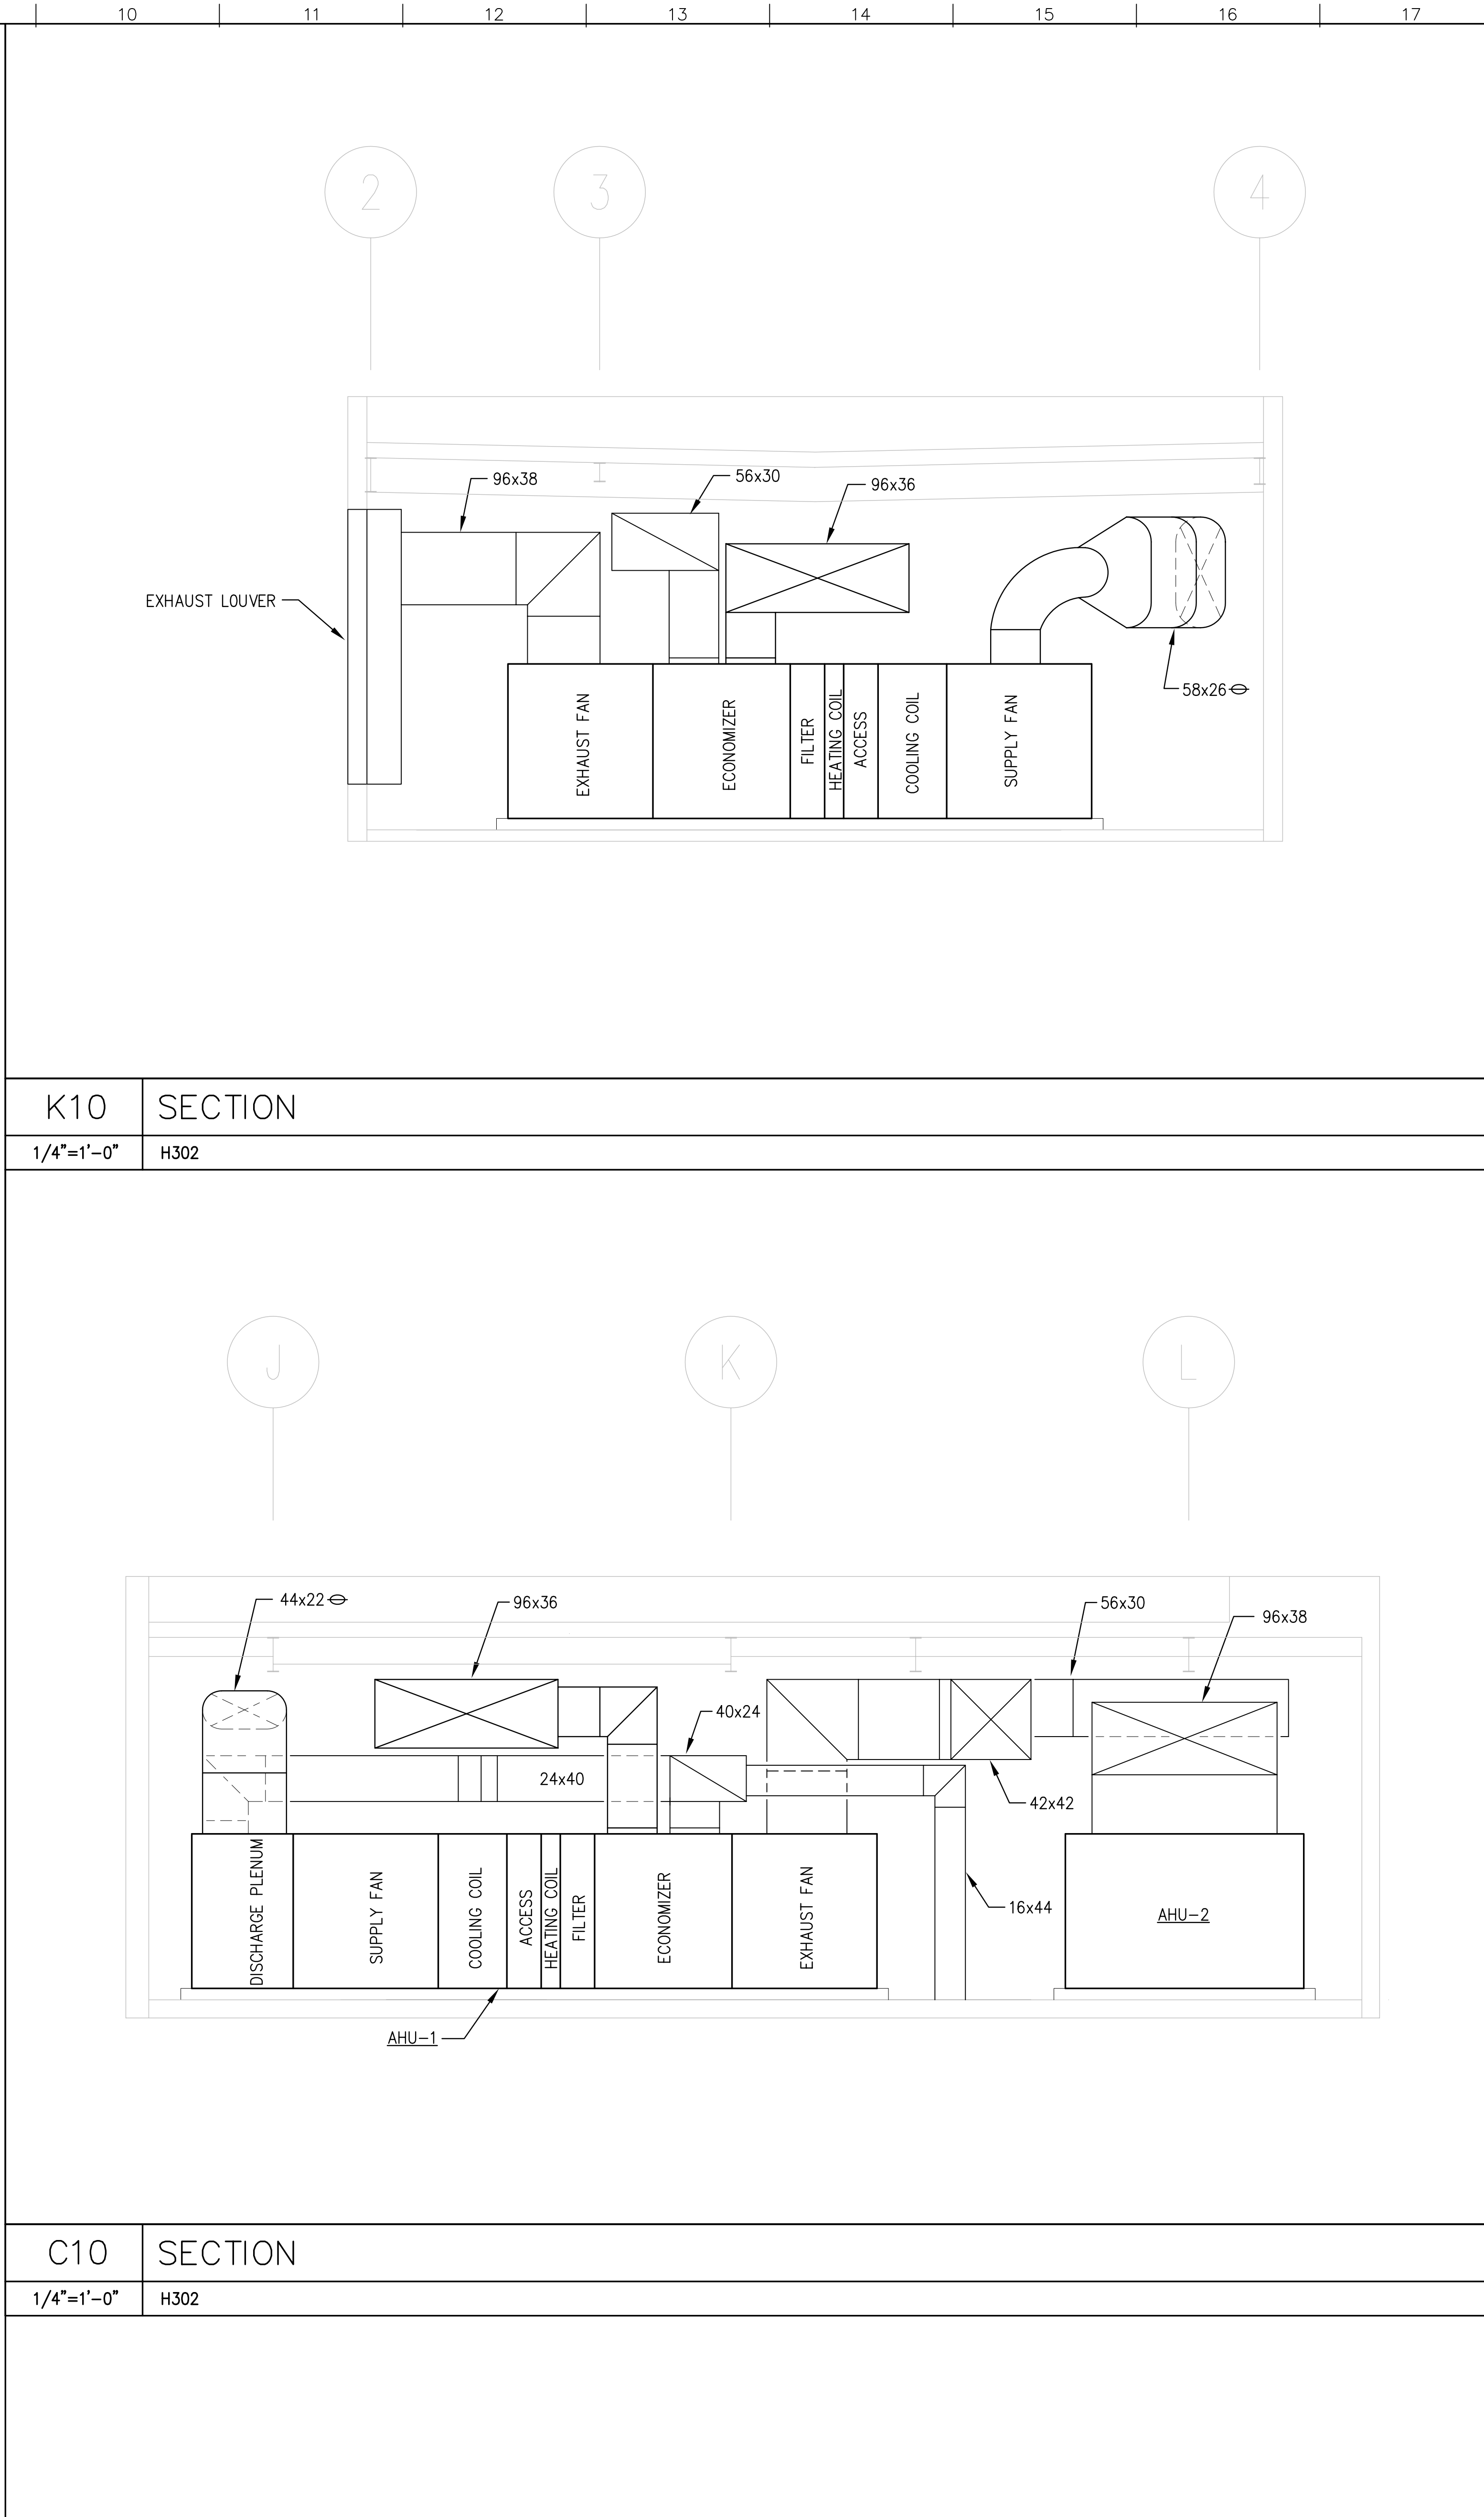 10 11 12 13 14 15 16 17
2 3 4
96x38 56x30 96x36
EXHAUST LOUVER
58x26⊖
EXHAUST FAN
ECONOMIZER
FILTER
HEATING COIL
ACCESS
COOLING COIL
SUPPLY FAN
K10 SECTION
1/4"=1'-0" H302
J K L
44x22⊖ 96x36 56x30 96x38
40x24
24x40
42x42
DISCHARGE PLENUM
SUPPLY FAN
COOLING COIL
ACCESS
HEATING COIL
FILTER
ECONOMIZER
EXHAUST FAN
16x44
AHU-2
AHU-1
C10 SECTION
1/4"=1'-0" H302